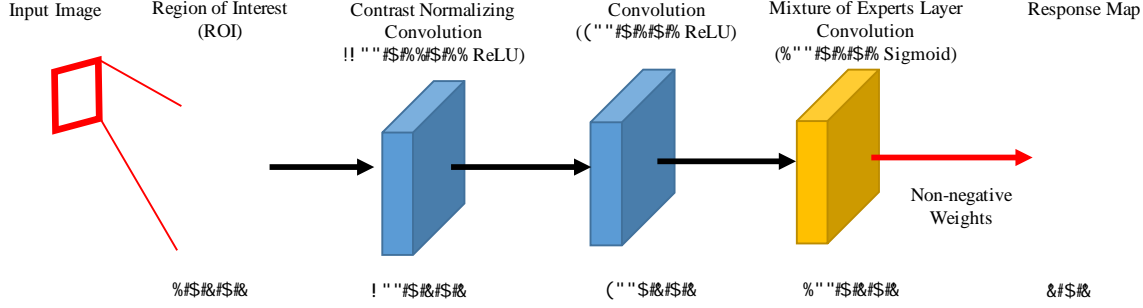 Input Image
Region of Interest
(ROI)
Contrast Normalizing
Convolution
!! ""#$#%%#$#%% ReLU)
Convolution
((""#$#%#$#% ReLU)
Mixture of Experts Layer
Convolution
(%""#$#%#$#% Sigmoid)
Response Map
Non-negative
Weights
%#$#&#$#&
!""#$#&#$#&
(""$#&#$#&
%""#$#&#$#&
&#$#&